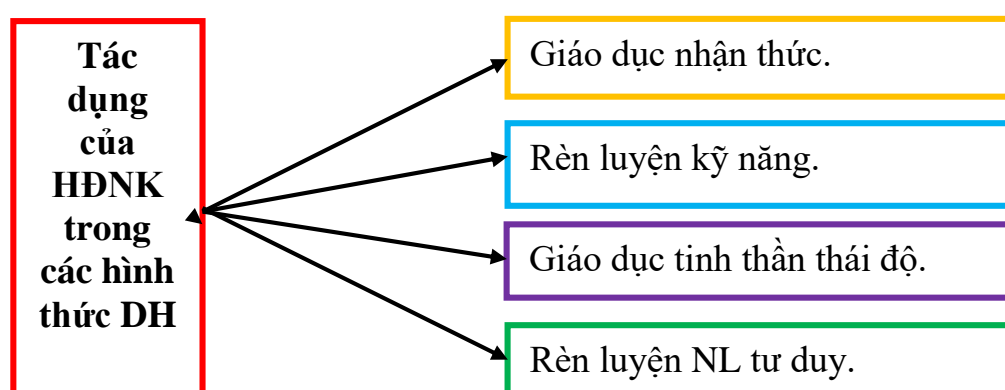 Tác
dụng
của
HĐNK
trong
các hình
thức DH
Giáo dục nhận thức.
Rèn luyện kỹ năng.
Giáo dục tinh thần thái độ.
Rèn luyện NL tư duy.